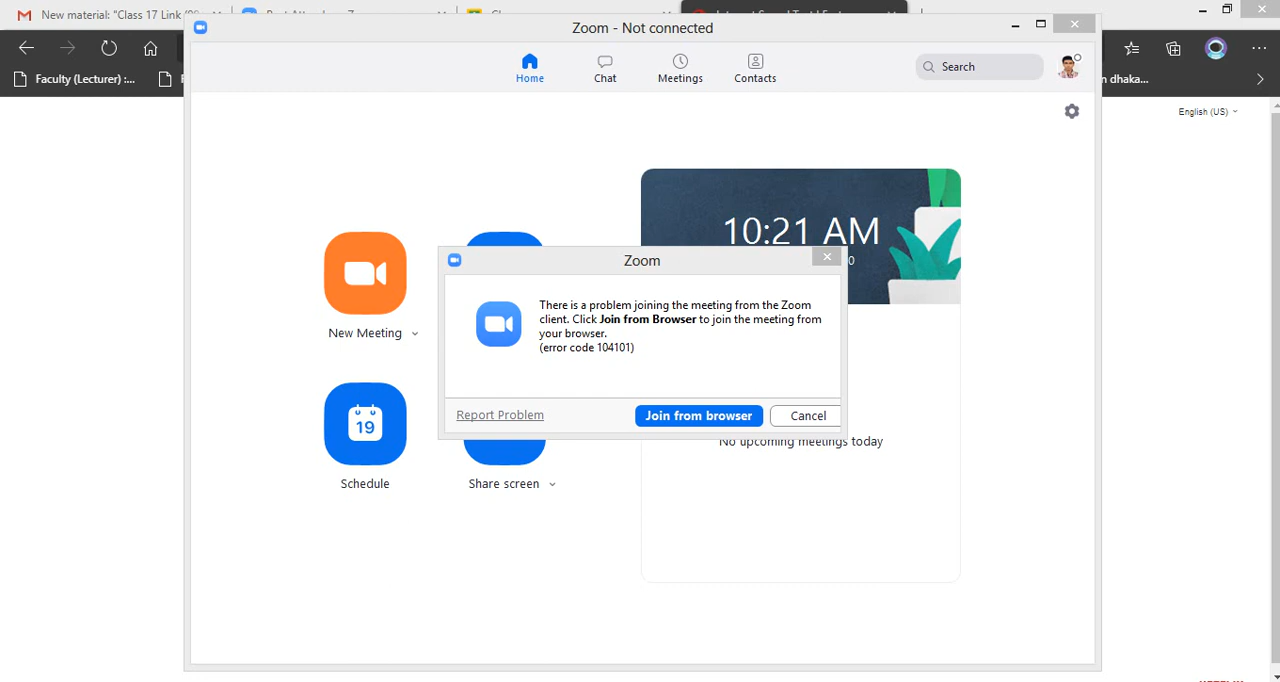 New material: "Class 17 Link (9
Zoom - Not connected
Faculty (Lecturer) :...
n dhaka...
Home
Chat
Meetings
Contacts
Search
English (US)
10:21 AM
New Meeting
Zoom
There is a problem joining the meeting from the Zoom
client. Click Join from Browser to join the meeting from
your browser.
(error code 104101)
Report Problem
Join from browser
Cancel
No upcoming meetings today
19
Schedule
Share screen